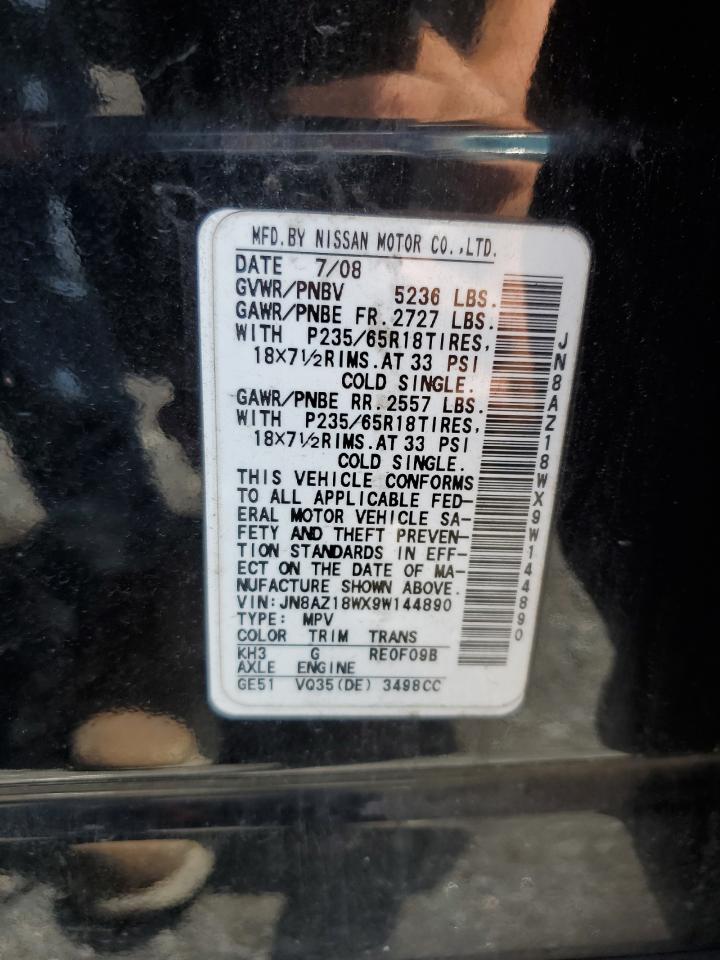 MFD.BY NISSAN MOTOR CO.,LTD.
DATE 7/08
GVWR/PNBV 5236 LBS.
GAWR/PNBE FR.2727 LBS.
WITH P235/65R18TIRES,
18X7½RIMS.AT 33 PSI
COLD SINGLE.
GAWR/PNBE RR.2557 LBS.
WITH P235/65R18TIRES,
18X7½RIMS.AT 33 PSI
COLD SINGLE.
THIS VEHICLE CONFORMS
TO ALL APPLICABLE FED-
ERAL MOTOR VEHICLE SA-
FETY AND THEFT PREVEN-
TION STANDARDS IN EFF-
ECT ON THE DATE OF MA-
NUFACTURE SHOWN ABOVE.
VIN:JN8AZ18WX9W144890
TYPE: MPV
COLOR TRIM TRANS
KH3 G RE0F09B
AXLE ENGINE
GE51 VQ35(DE) 3498CC
JN8AZ18WX9W144890